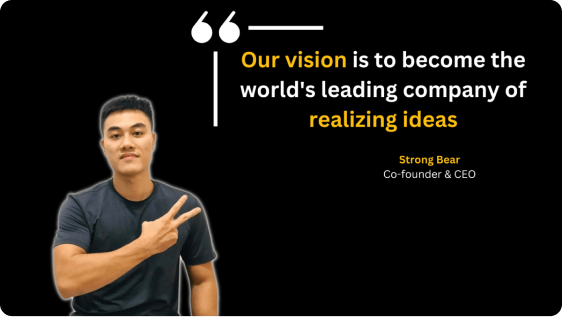 Our vision is to become the
world's leading company of
realizing ideas
Strong Bear
Co-founder & CEO